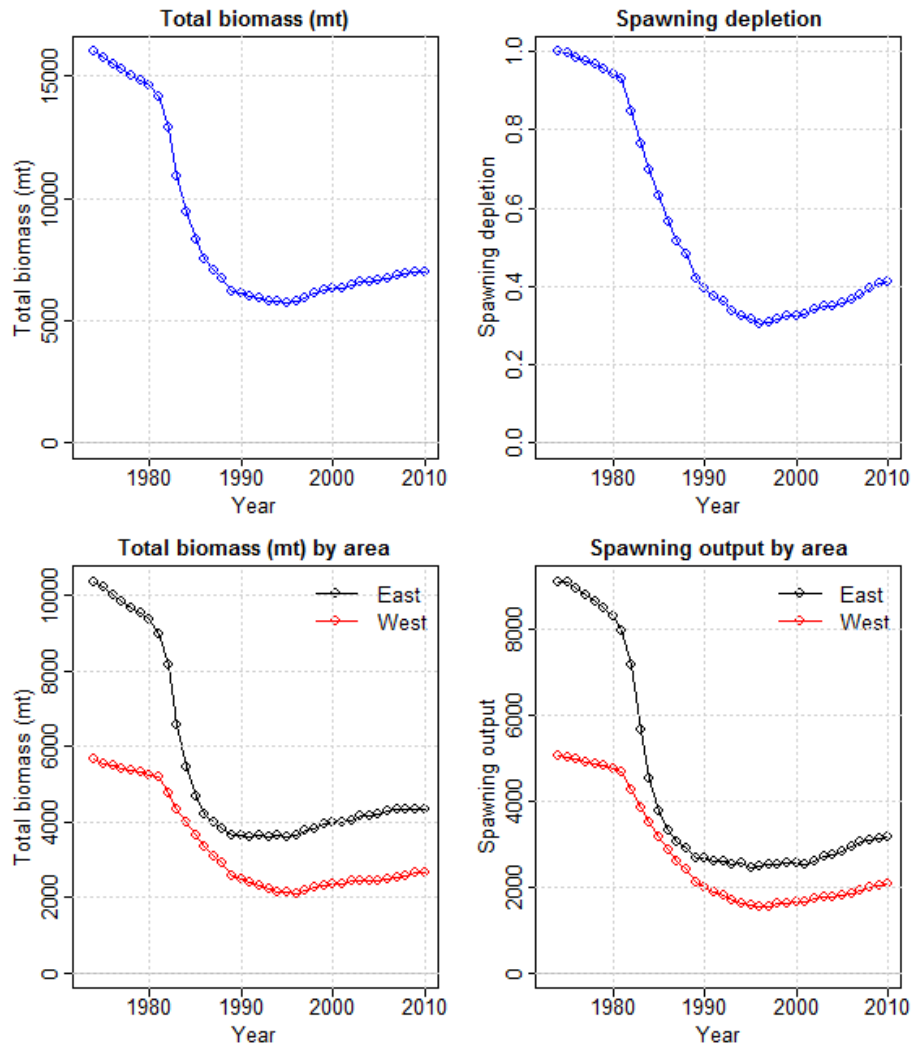 Total biomass (mt)
Total biomass (mt)
15000
10000
5000
0
1980 1990 2000 2010
Year
Spawning depletion
Spawning depletion
1.0
0.8
0.6
0.4
0.2
0.0
1980 1990 2000 2010
Year
Total biomass (mt) by area
Total biomass (mt)
10000
8000
6000
4000
2000
0
East
West
1980 1990 2000 2010
Year
Spawning output by area
Spawning output
8000
6000
4000
2000
0
East
West
1980 1990 2000 2010
Year